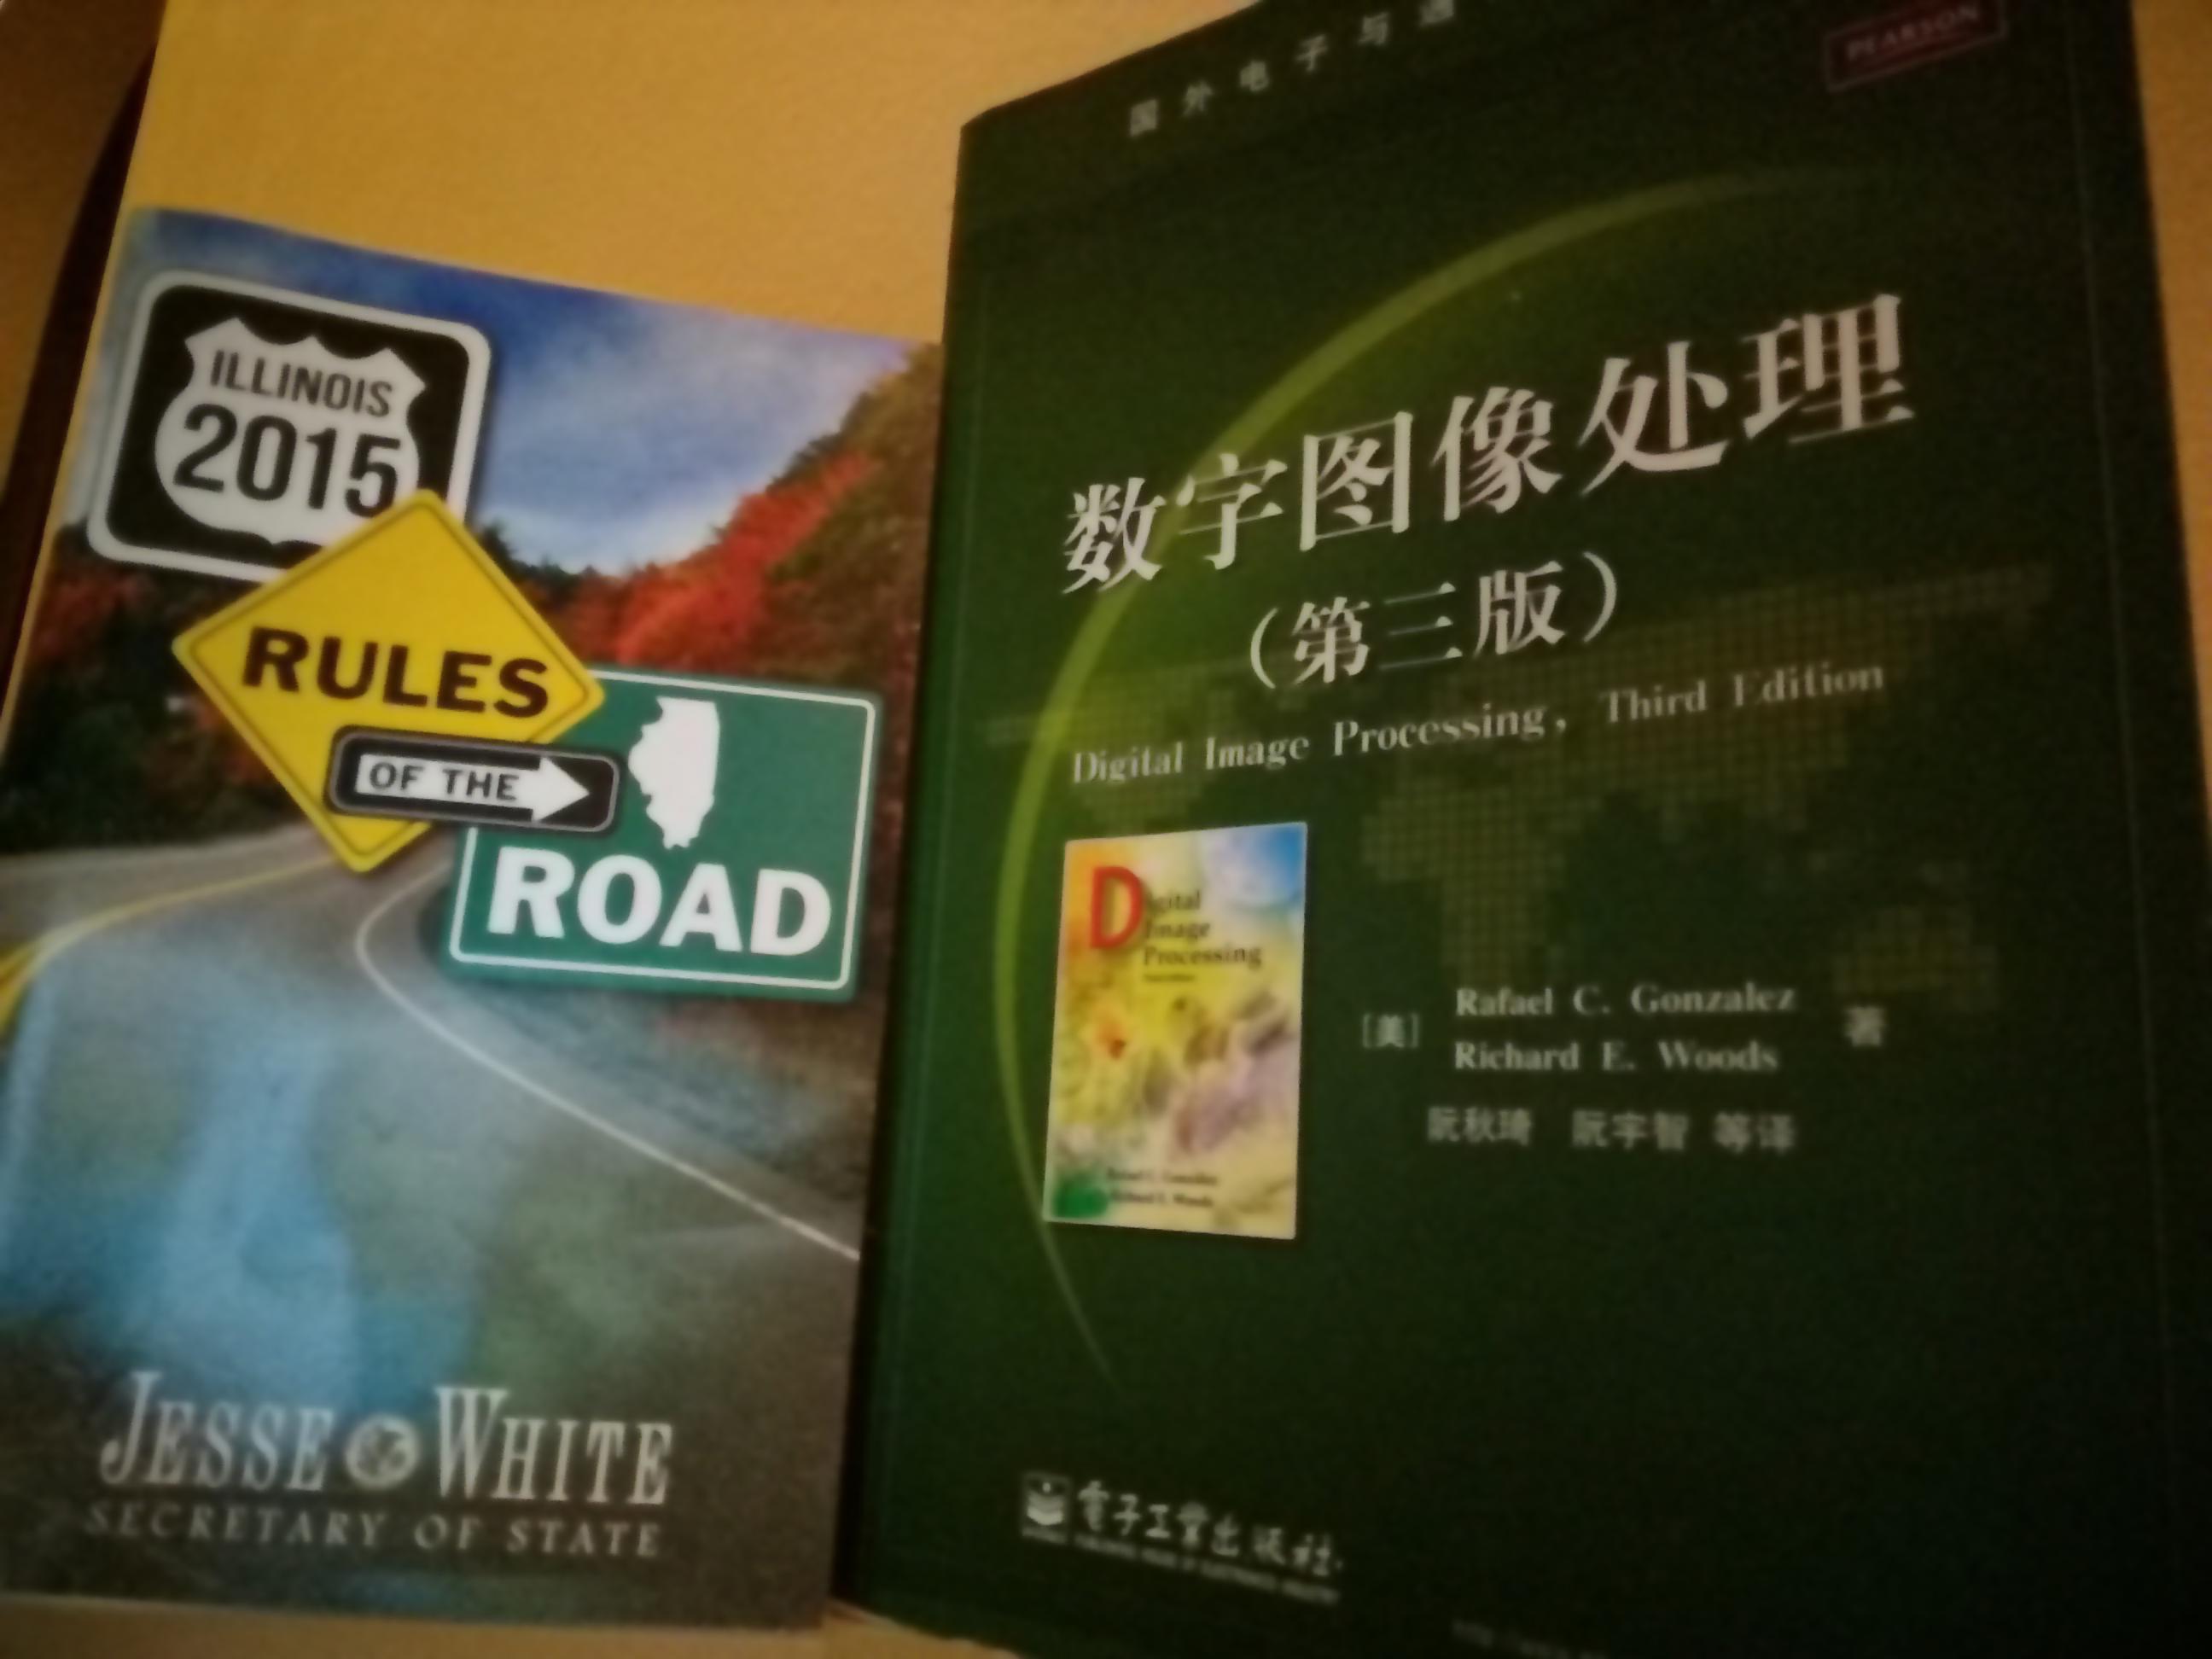 ILLINOIS
2015
RULES
OF THE
ROAD
JESSE WHITE
SECRETARY OF STATE
国外电子与通
PEARSON
数字图像处理
（第三版）
Digital Image Processing, Third Edition
Digital
Image
Processing
[美] Rafael C. Gonzalez
Richard E. Woods 著
阮秋琦 阮宇智 等译
电子工业出版社